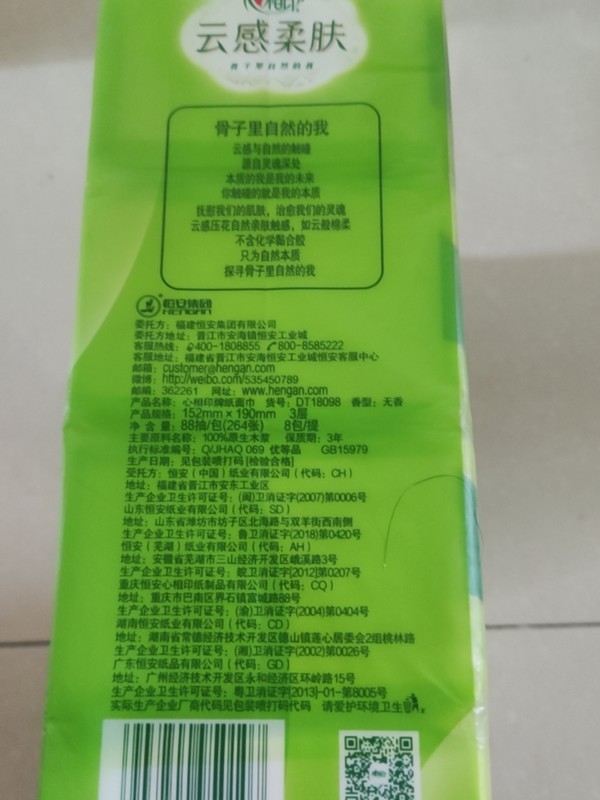 心相印
云感柔肤
骨子里自然的我
骨子里自然的我
云感与自然的触碰
源自灵魂深处
本质的我是我的未来
你触碰的就是我的本质
抚慰我们的肌肤，治愈我们的灵魂
云感压花自然亲肤触感，如云般棉柔
不含化学黏合胶
只为自然本质
探寻骨子里自然的我
恒安集团
HENGAN
委托方：福建恒安集团有限公司
委托方地址：晋江市安海镇恒安工业城
客服热线：400-1808855 800-8585222
客服地址：福建省晋江市安海恒安工业城恒安客服中心
邮箱：customer@hengan.com
微博：http://weibo.com/535450789
邮编：362261 网址：www.hengan.com
产品名称：心相印牌纸面巾 货号：DT18098 香型：无香
产品规格：152mm×190mm 3层
净含量：88抽/包(264张) 8包/提
主要原料名称：100%原生木浆 保质期：3年
执行标准编号：Q/JHAQ 069 优等品 GB15979
生产日期：见包装喷打码[检验合格]
受托方：恒安（中国）纸业有限公司（代码：CH）
地址：福建省晋江市安东工业区
生产企业卫生许可证号：(闽)卫消证字(2007)第0006号
山东恒安纸业有限公司（代码：SD）
地址：山东省潍坊市坊子区北海路与双羊街西南侧
生产企业卫生许可证号：鲁卫消证字(2018)第0420号
恒安（芜湖）纸业有限公司（代码：AH）
地址：安徽省芜湖市三山经济开发区峨溪路3号
生产企业卫生许可证号：皖卫消证字[2012]第0207号
重庆恒安心相印纸制品有限公司（代码：CQ）
地址：重庆市巴南区界石镇富城路88号
生产企业卫生许可证号：(渝)卫消证字(2004)第0404号
湖南恒安纸业有限公司（代码：CD）
地址：湖南省常德经济技术开发区德山镇莲心居委会2组桃林路
生产企业卫生许可证号：(湘)卫消证字(2002)第0026号
广东恒安纸品有限公司（代码：GD）
地址：广州经济技术开发区永和经济区环岭路15号
生产企业卫生许可证号：粤卫消证字[2013]-01-第8005号
实际生产企业厂商代码见包装喷打码代码 请爱护环境卫生